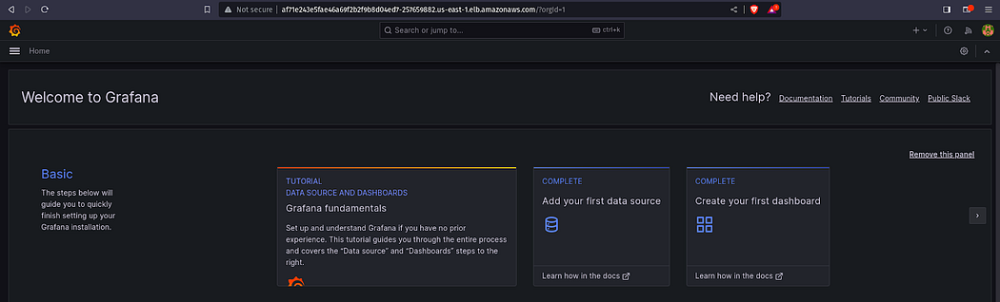 Not secure af71e243e5fae46a69f2b2f9b8d04ed7-257659882.us-east-1.elb.amazonaws.com/?orgId=1
Search or jump to... ctrl+k
Home
Welcome to Grafana
Need help? Documentation Tutorials Community Public Slack
Remove this panel
Basic
The steps below will
guide you to quickly
finish setting up your
Grafana installation.
TUTORIAL
DATA SOURCE AND DASHBOARDS
Grafana fundamentals
Set up and understand Grafana if you have no prior
experience. This tutorial guides you through the entire process
and covers the “Data source” and “Dashboards” steps to the
right.
COMPLETE
Add your first data source
Learn how in the docs
COMPLETE
Create your first dashboard
Learn how in the docs